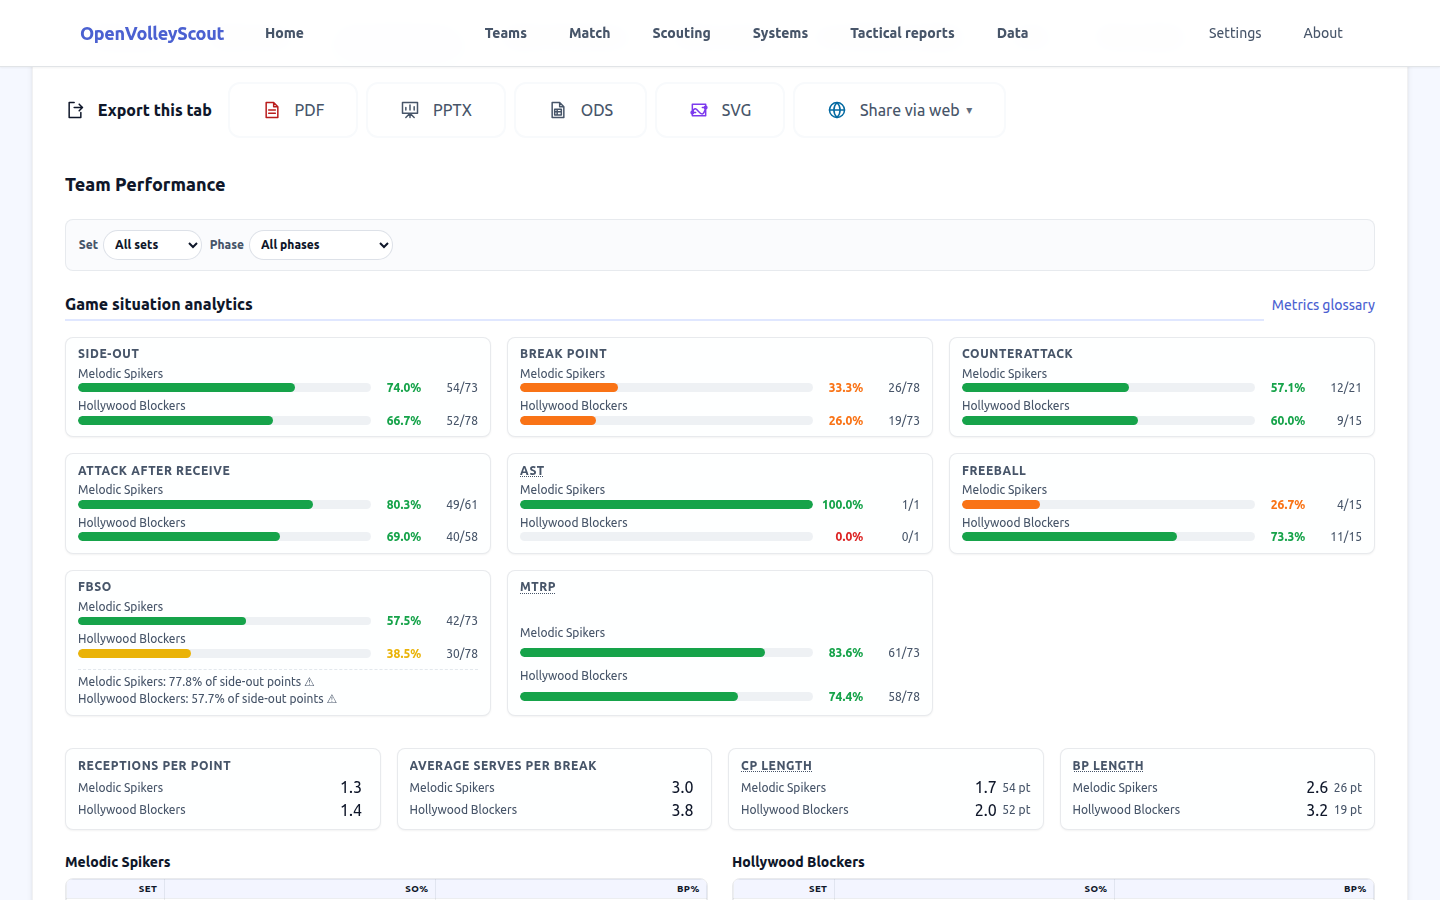 OpenVolleyScout Home Teams Match Scouting Systems Tactical reports Data Settings About
Export this tab PDF PPTX ODS SVG Share via web ▾
Team Performance
Set All sets Phase All phases
Game situation analytics Metrics glossary
SIDE-OUT
Melodic Spikers
74.0% 54/73
Hollywood Blockers
66.7% 52/78
BREAK POINT
Melodic Spikers
33.3% 26/78
Hollywood Blockers
26.0% 19/73
COUNTERATTACK
Melodic Spikers
57.1% 12/21
Hollywood Blockers
60.0% 9/15
ATTACK AFTER RECEIVE
Melodic Spikers
80.3% 49/61
Hollywood Blockers
69.0% 40/58
AST
Melodic Spikers
100.0% 1/1
Hollywood Blockers
0.0% 0/1
FREEBALL
Melodic Spikers
26.7% 4/15
Hollywood Blockers
73.3% 11/15
FBSO
Melodic Spikers
57.5% 42/73
Hollywood Blockers
38.5% 30/78
Melodic Spikers: 77.8% of side-out points ⚠
Hollywood Blockers: 57.7% of side-out points ⚠
MTRP
Melodic Spikers
83.6% 61/73
Hollywood Blockers
74.4% 58/78
RECEPTIONS PER POINT
Melodic Spikers 1.3
Hollywood Blockers 1.4
AVERAGE SERVES PER BREAK
Melodic Spikers 3.0
Hollywood Blockers 3.8
CP LENGTH
Melodic Spikers 1.7 54 pt
Hollywood Blockers 2.0 52 pt
BP LENGTH
Melodic Spikers 2.6 26 pt
Hollywood Blockers 3.2 19 pt
Melodic Spikers
SET SO% BP%
Hollywood Blockers
SET SO% BP%